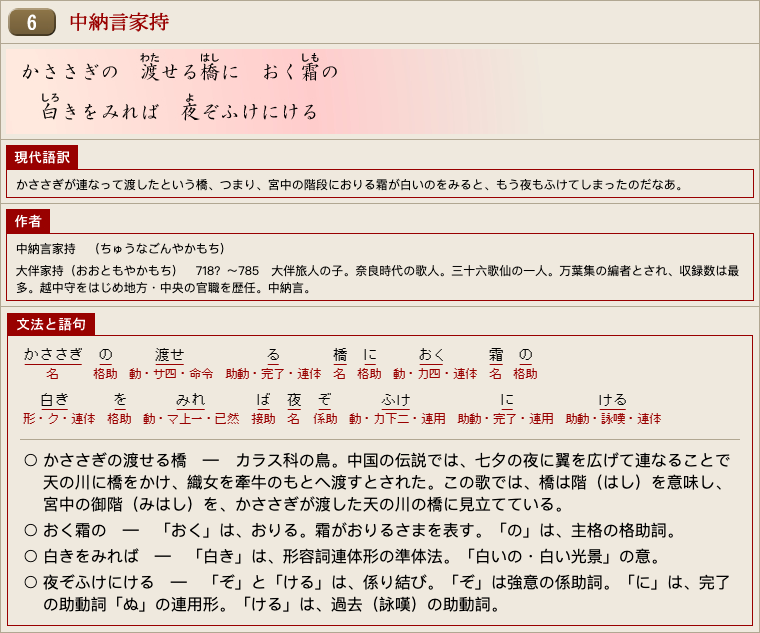 6 中納言家持
かささぎの 渡せる橋に おく霜の
白きをみれば 夜ぞふけにける
現代語訳
かささぎが連なって渡したという橋、つまり、宮中の階段におりる霜が白いのをみると、もう夜もふけてしまったのだなあ。
作者
中納言家持 （ちゅうなごんやかもち）
大伴家持（おおともやかもち） 718? ～785 大伴旅人の子。奈良時代の歌人。三十六歌仙の一人。万葉集の編者とされ、収録数は最
多。越中守をはじめ地方・中央の官職を歴任。中納言。
文法と語句
かささぎ の 渡せ る 橋 に おく 霜 の
名 格助 動・サ四・命令 助動・完了・連体 名 格助 動・カ四・連体 名 格助
白き を みれ ば 夜 ぞ ふけ に ける
形・ク・連体 格助 動・マ上一・已然 接助 名 係助 動・カ下二・連用 助動・完了・連用 助動・詠嘆・連体
○ かささぎの渡せる橋 ― カラス科の鳥。中国の伝説では、七夕の夜に翼を広げて連なることで
天の川に橋をかけ、織女を牽牛のもとへ渡すとされた。この歌では、橋は階（はし）を意味し、
宮中の御階（みはし）を、かささぎが渡した天の川の橋に見立てている。
○ おく霜の ― 「おく」は、おりる。霜がおりるさまを表す。「の」は、主格の格助詞。
○ 白きをみれば ― 「白き」は、形容詞連体形の準体法。「白いの・白い光景」の意。
○ 夜ぞふけにける ― 「ぞ」と「ける」は、係り結び。「ぞ」は強意の係助詞。「に」は、完了
の助動詞「ぬ」の連用形。「ける」は、過去（詠嘆）の助動詞。